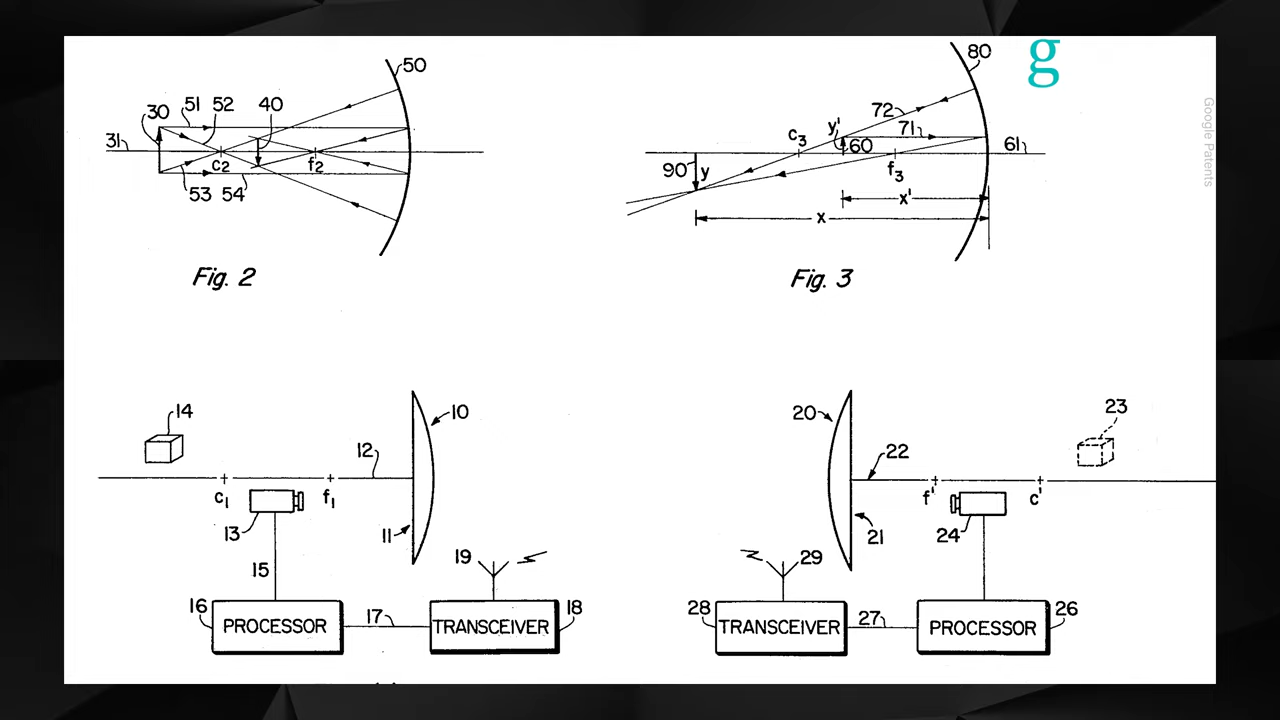 g
Google Patents
50
51
52
30
40
31
c2
f2
53
54
Fig. 2
80
72
y'
71
c3
60
61
90
y
f3
x'
x
Fig. 3
14
10
12
c1
f1
13
11
15
19
16
PROCESSOR
17
TRANSCEIVER
18
23
20
22
f'
c'
24
21
29
28
TRANSCEIVER
27
PROCESSOR
26